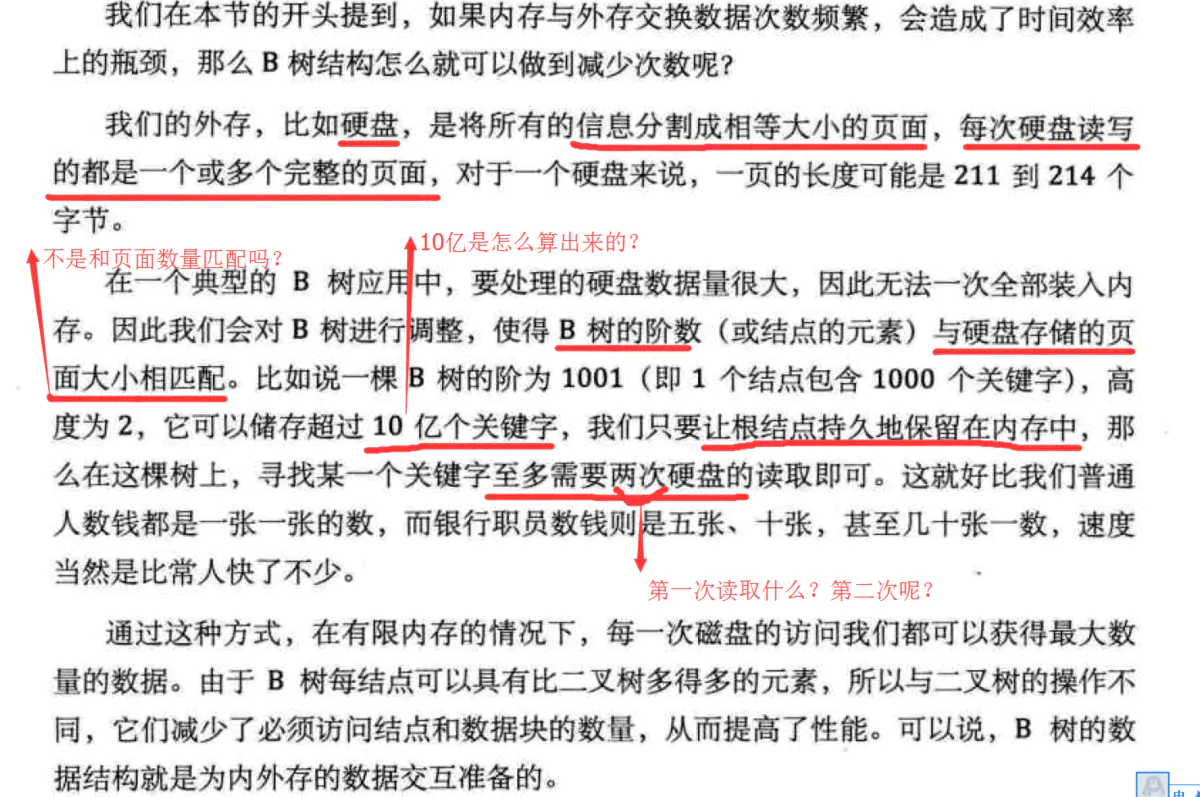 我们在本节的开头提到，如果内存与外存交换数据次数频繁，会造成了时间效率
上的瓶颈，那么 B 树结构怎么就可以做到减少次数呢？
我们的外存，比如硬盘，是将所有的信息分割成相等大小的页面，每次硬盘读写
的都是一个或多个完整的页面，对于一个硬盘来说，一页的长度可能是 211 到 214 个
字节。
10亿是怎么算出来的？
不是和页面数量匹配吗？
在一个典型的 B 树应用中，要处理的硬盘数据量很大，因此无法一次全部装入内
存。因此我们会对 B 树进行调整，使得 B 树的阶数（或结点的元素）与硬盘存储的页
面大小相匹配。比如说一棵 B 树的阶为 1001（即 1 个结点包含 1000 个关键字），高
度为 2，它可以储存超过 10 亿个关键字，我们只要让根结点持久地保留在内存中，那
么在这棵树上，寻找某一个关键字至多需要两次硬盘的读取即可。这就好比我们普通
人数钱都是一张一张的数，而银行职员数钱则是五张、十张，甚至几十张一数，速度
当然是比常人快了不少。
第一次读取什么？第二次呢？
通过这种方式，在有限内存的情况下，每一次磁盘的访问我们都可以获得最大数
量的数据。由于 B 树每结点可以具有比二叉树多得多的元素，所以与二叉树的操作不
同，它们减少了必须访问结点和数据块的数量，从而提高了性能。可以说，B 树的数
据结构就是为内外存的数据交互准备的。